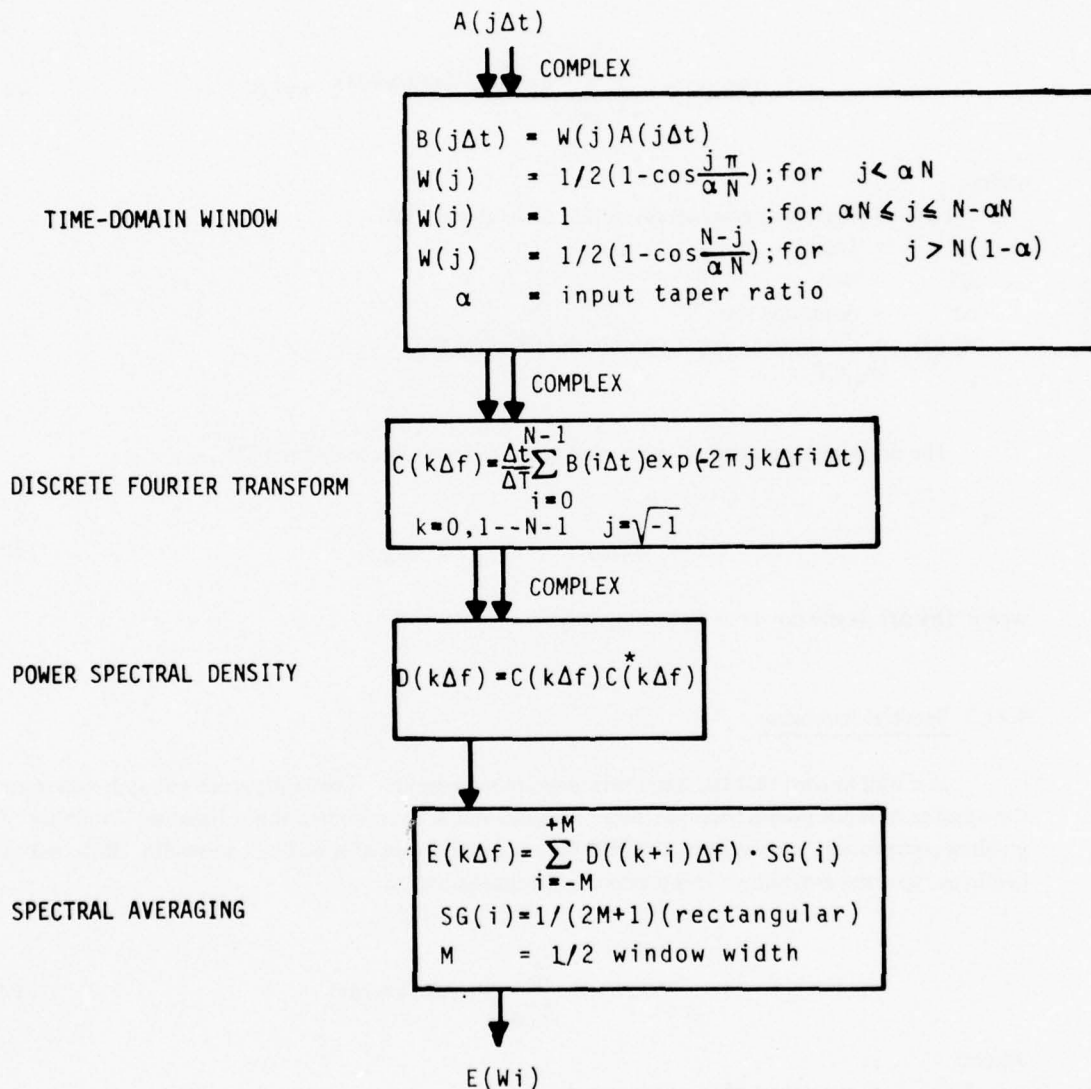 A(jΔt)
COMPLEX
TIME-DOMAIN WINDOW
B(jΔt) = W(j)A(jΔt)
W(j) = 1/2(1-cos jπ/αN);for j< αN
W(j) = 1 ;for αN ≤ j ≤ N-αN
W(j) = 1/2(1-cos N-j/αN);for j > N(1-α)
α = input taper ratio
COMPLEX
DISCRETE FOURIER TRANSFORM
N-1
C(kΔf)=Δt/ΔT∑ B(iΔt)exp(-2πjkΔfiΔt)
i=0
k=0,1--N-1 j=√-1
COMPLEX
POWER SPECTRAL DENSITY
D(kΔf)=C(kΔf)C*(kΔf)
SPECTRAL AVERAGING
+M
E(kΔf)= ∑ D((k+i)Δf)·SG(i)
i=-M
SG(i)=1/(2M+1)(rectangular)
M = 1/2 window width
E(Wi)